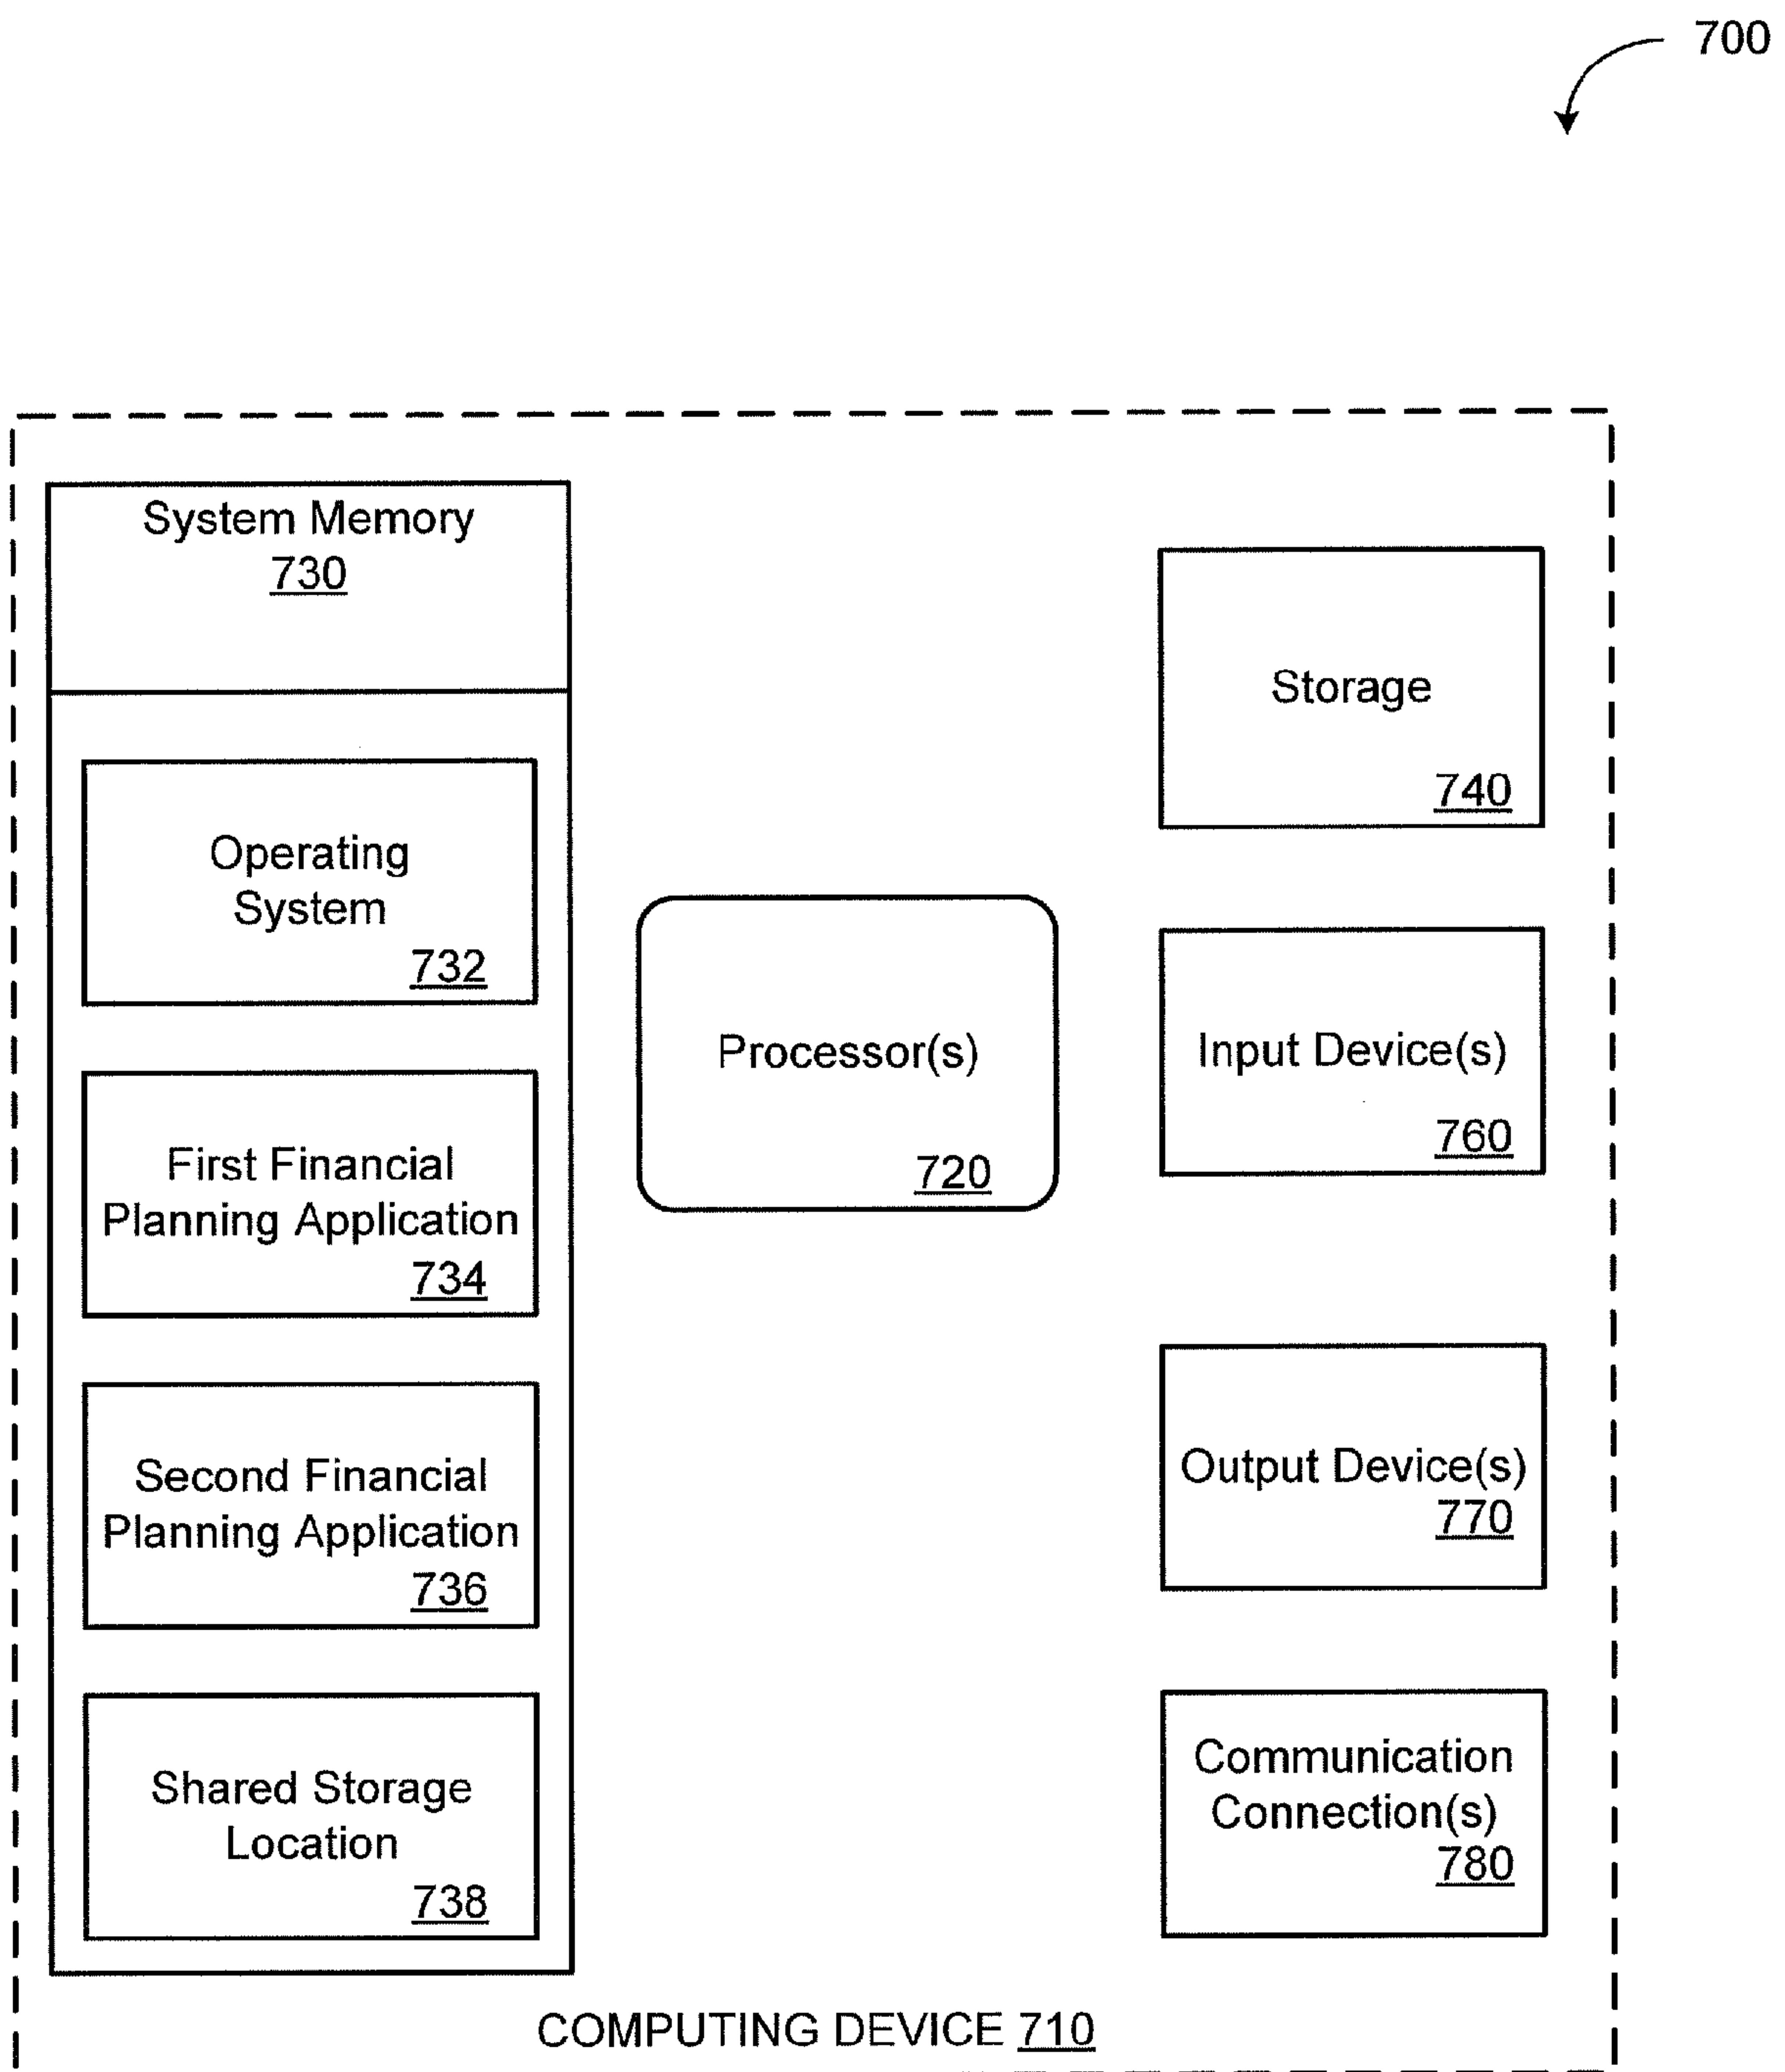 700
System Memory
730
Operating
System
732
First Financial
Planning Application
734
Second Financial
Planning Application
736
Shared Storage
Location
738
Processor(s)
720
Storage
740
Input Device(s)
760
Output Device(s)
770
Communication
Connection(s)
780
COMPUTING DEVICE 710